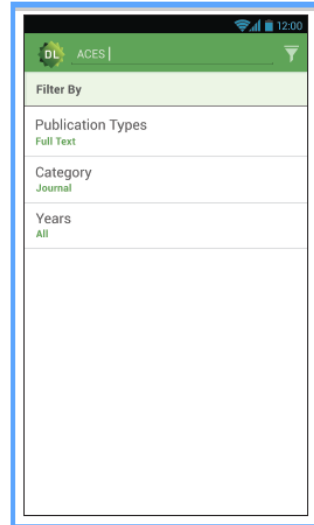 12:00
DL
ACES
Filter By
Publication Types
Full Text
Category
Journal
Years
All